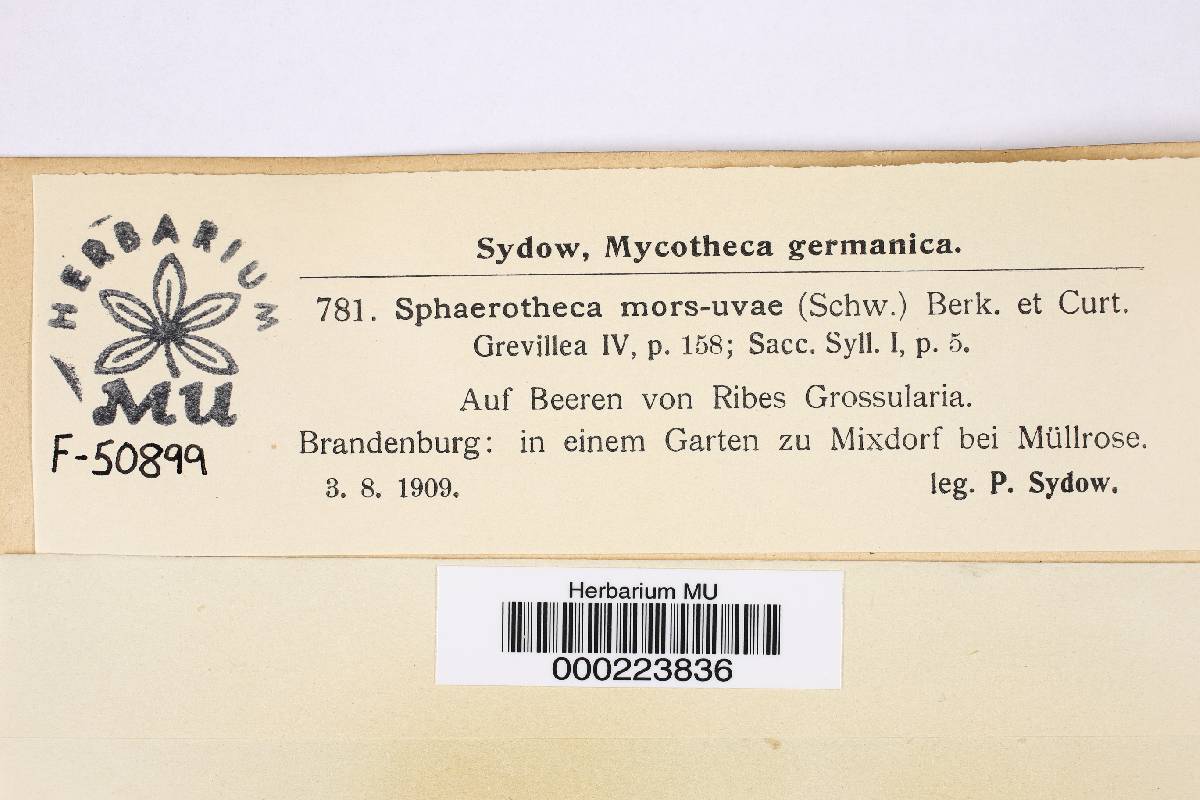 HERBARIUM
MU
F-50899
Sydow, Mycotheca germanica.
781. Sphaerotheca mors-uvae (Schw.) Berk. et Curt.
Grevillea IV, p. 158; Sacc. Syll. I, p. 5.
Auf Beeren von Ribes Grossularia.
Brandenburg: in einem Garten zu Mixdorf bei Müllrose.
3. 8. 1909.
leg. P. Sydow.
Herbarium MU
000223836